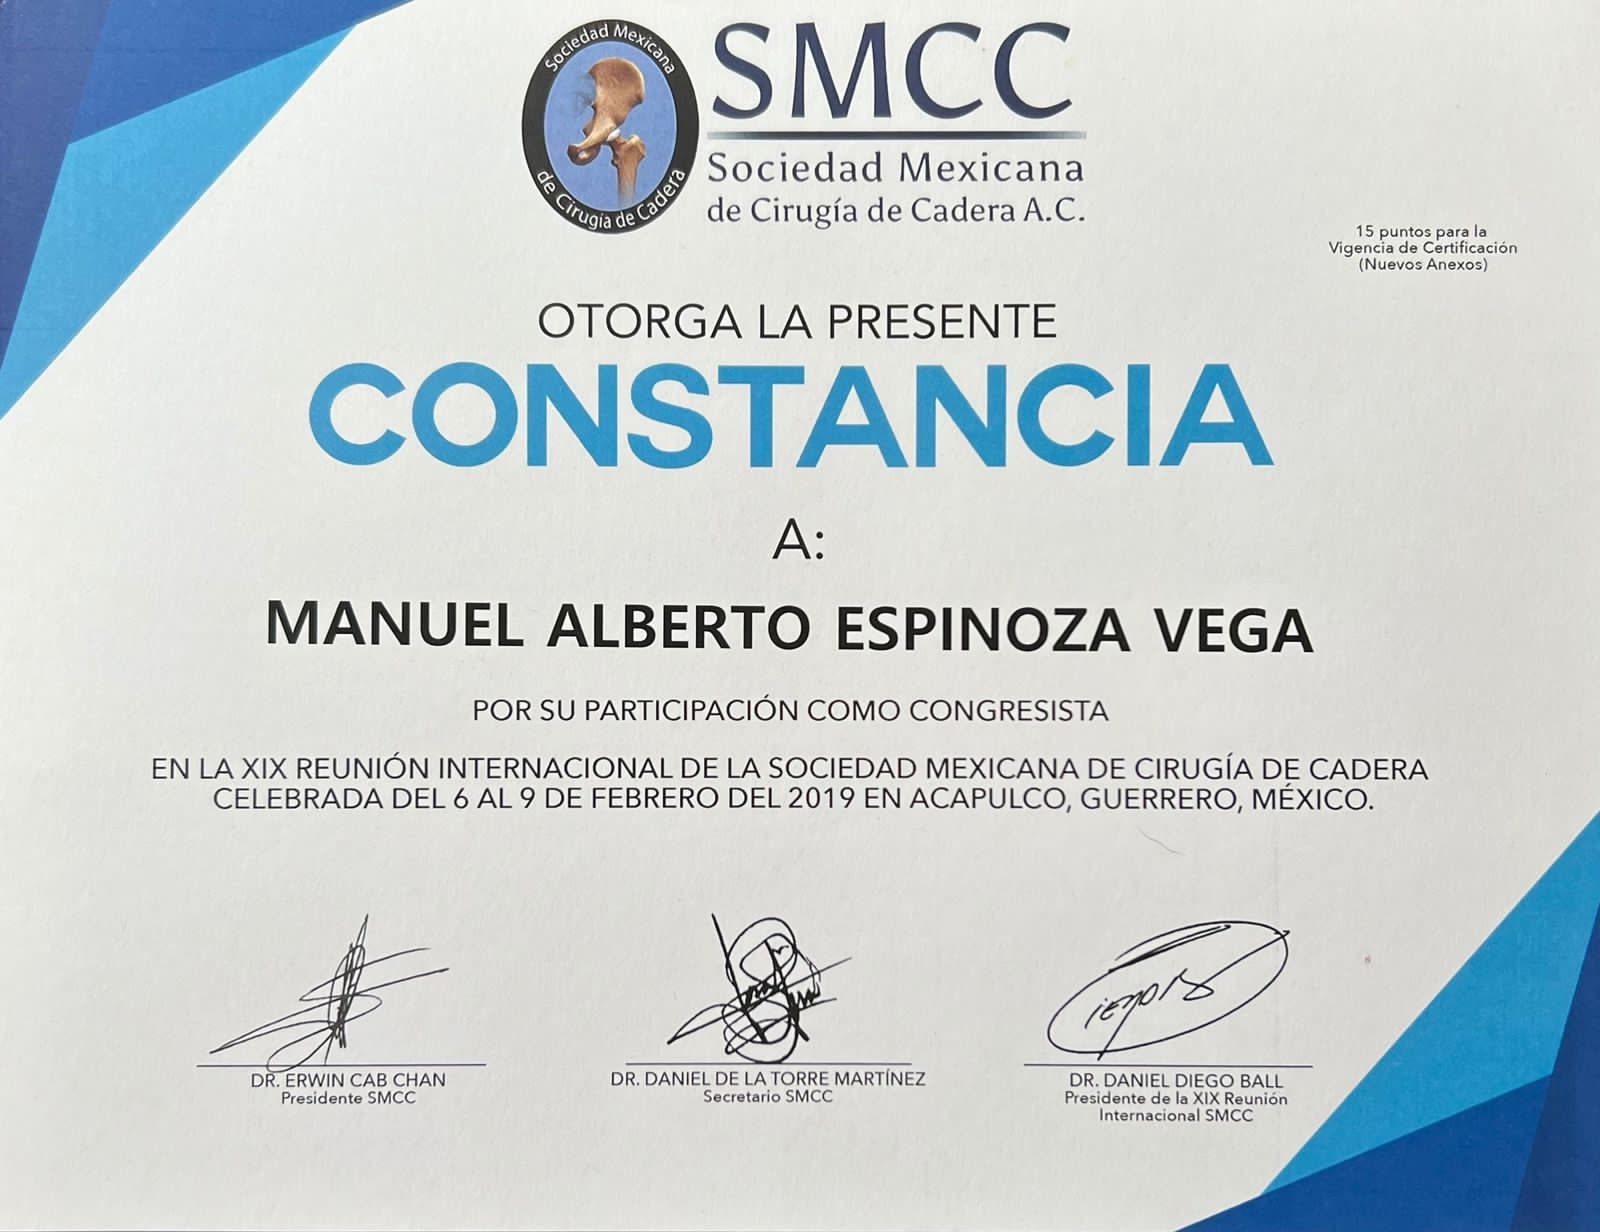 Sociedad Mexicana
de Cirugía de Cadera
SMCC
Sociedad Mexicana
de Cirugía de Cadera A.C.
15 puntos para la
Vigencia de Certificación
(Nuevos Anexos)
OTORGA LA PRESENTE
CONSTANCIA
A:
MANUEL ALBERTO ESPINOZA VEGA
POR SU PARTICIPACIÓN COMO CONGRESISTA
EN LA XIX REUNIÓN INTERNACIONAL DE LA SOCIEDAD MEXICANA DE CIRUGÍA DE CADERA
CELEBRADA DEL 6 AL 9 DE FEBRERO DEL 2019 EN ACAPULCO, GUERRERO, MÉXICO.
DR. ERWIN CAB CHAN
Presidente SMCC
DR. DANIEL DE LA TORRE MARTÍNEZ
Secretario SMCC
DR. DANIEL DIEGO BALL
Presidente de la XIX Reunión
Internacional SMCC